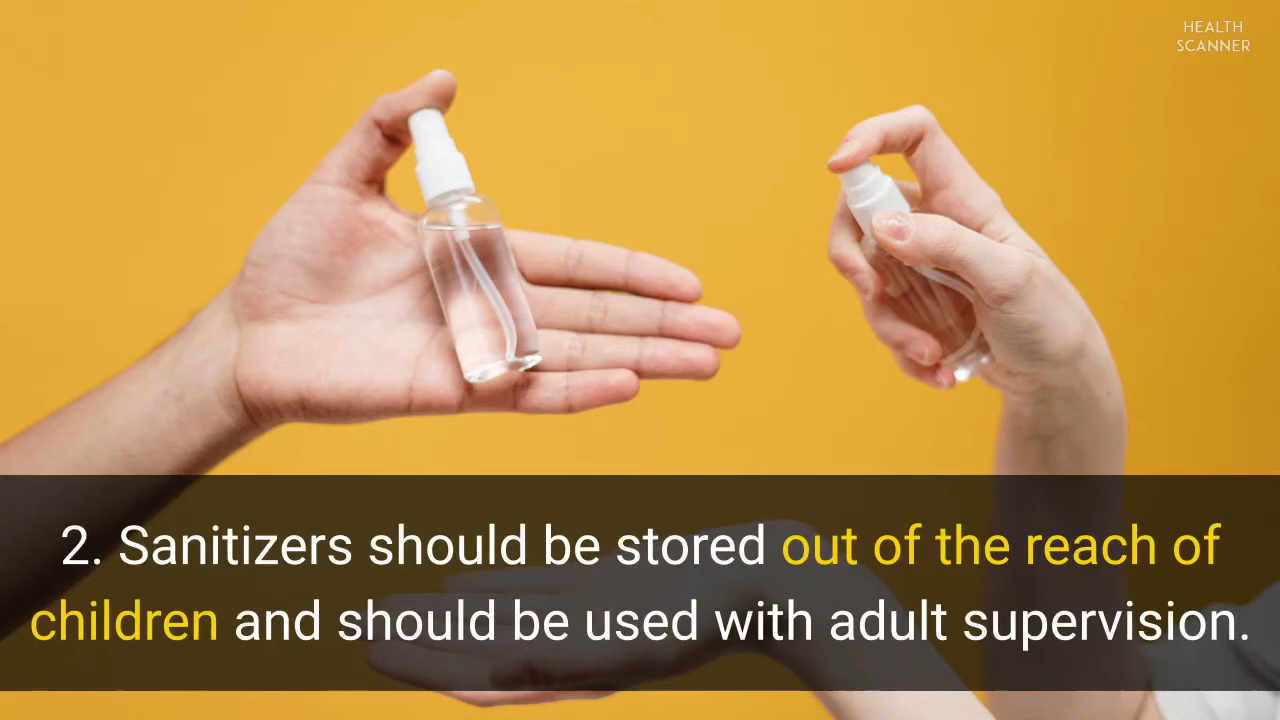 HEALTH
SCANNER
2. Sanitizers should be stored out of the reach of
children and should be used with adult supervision.